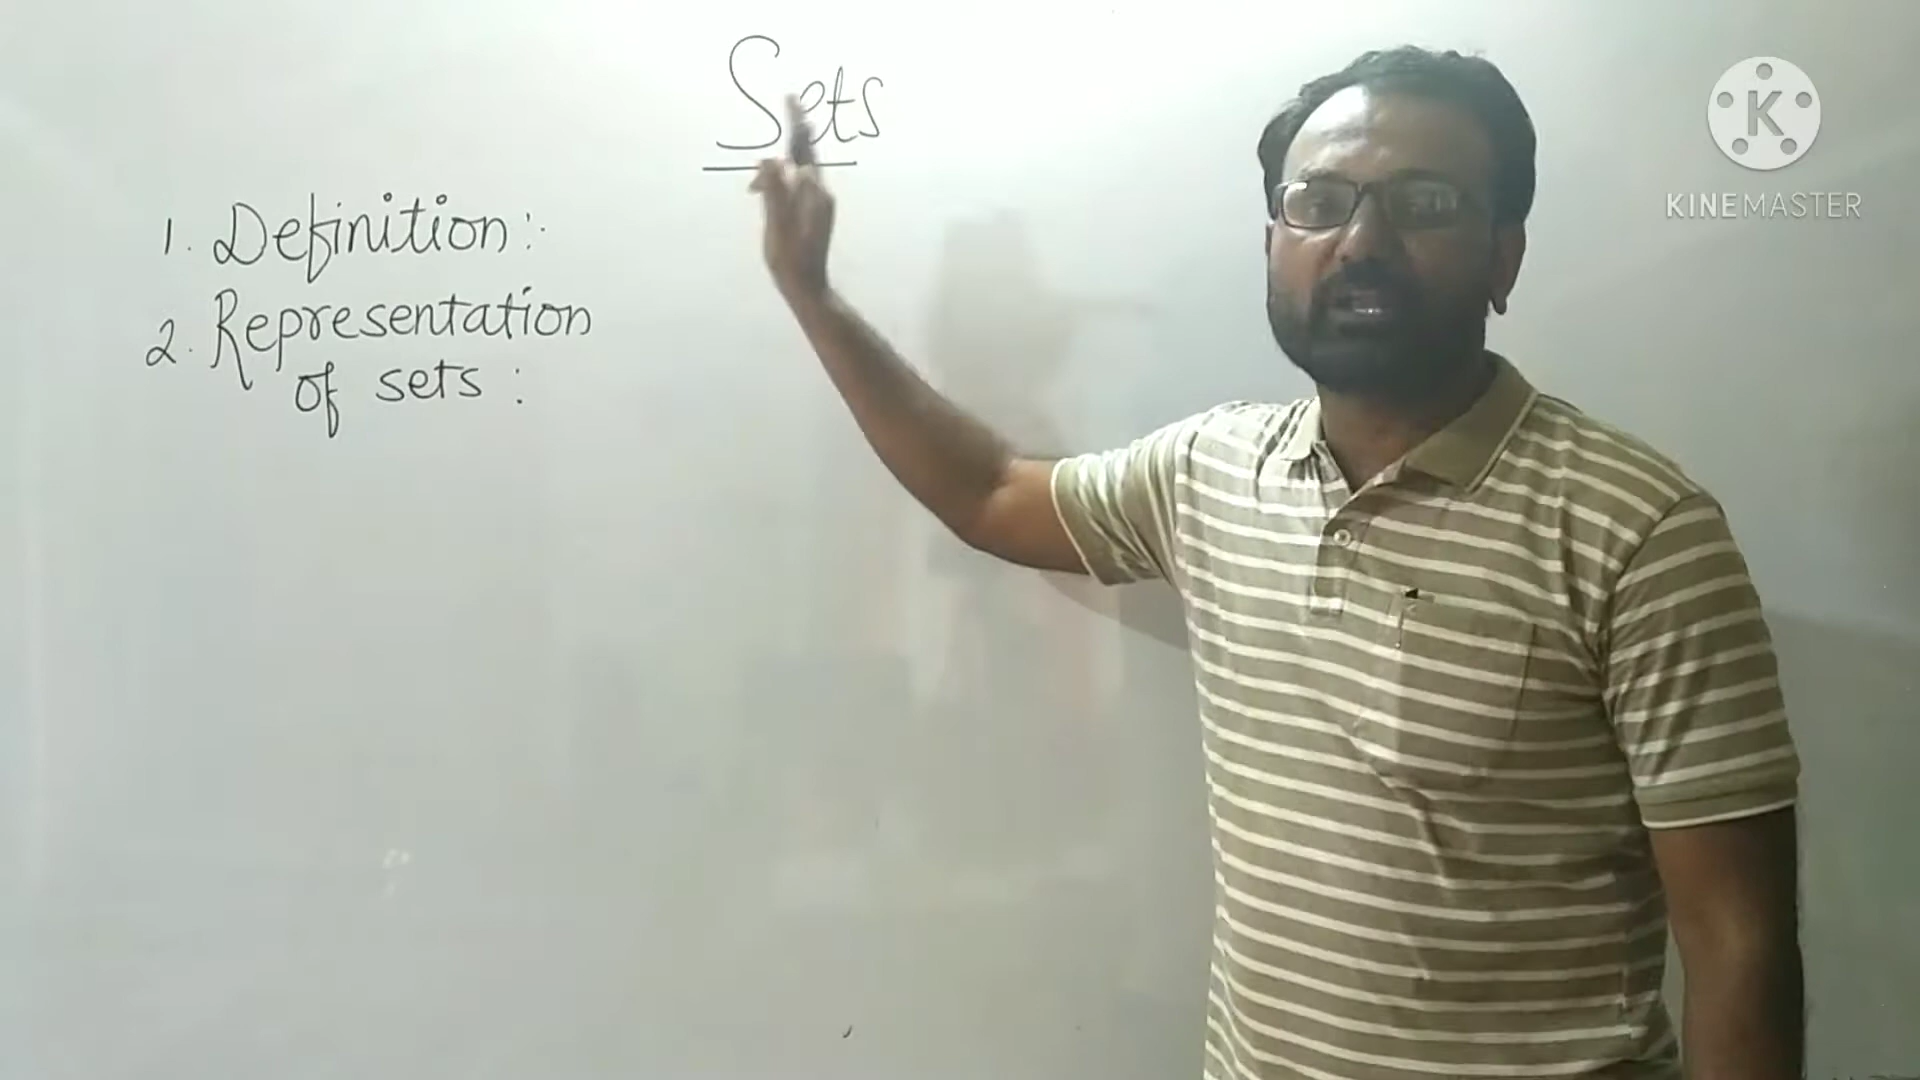 Sets
1. Definition :-
2. Representation
of sets :
K
KINEMASTER